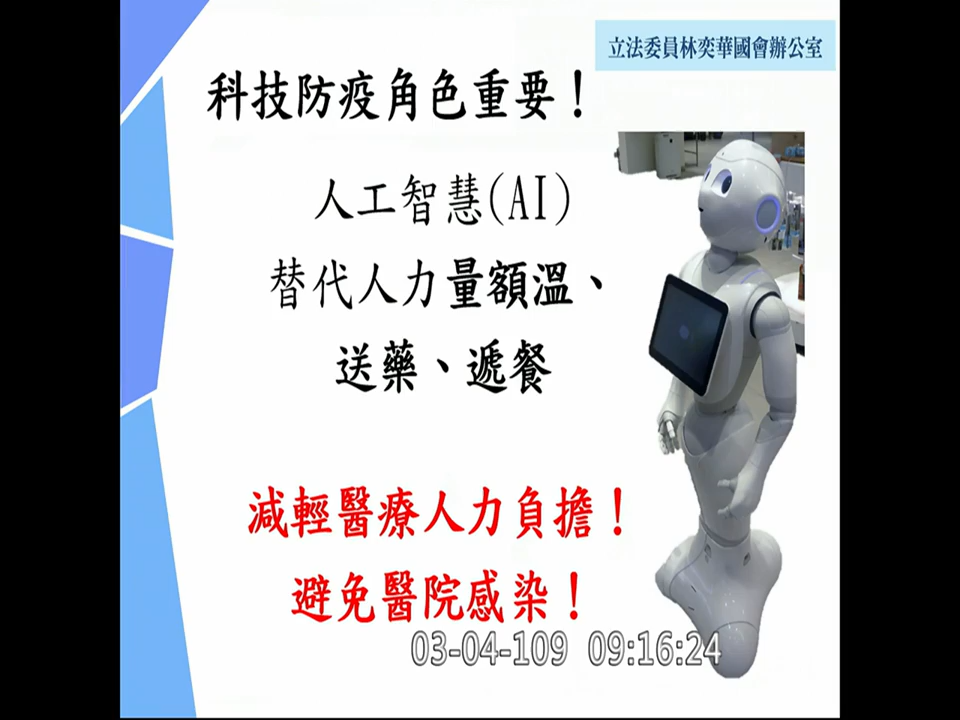 立法委員林奕華國會辦公室
科技防疫角色重要！
人工智慧(AI)
替代人力量額溫、
送藥、遞餐
減輕醫療人力負擔！
避免醫院感染！
03-04-109 09:16:24